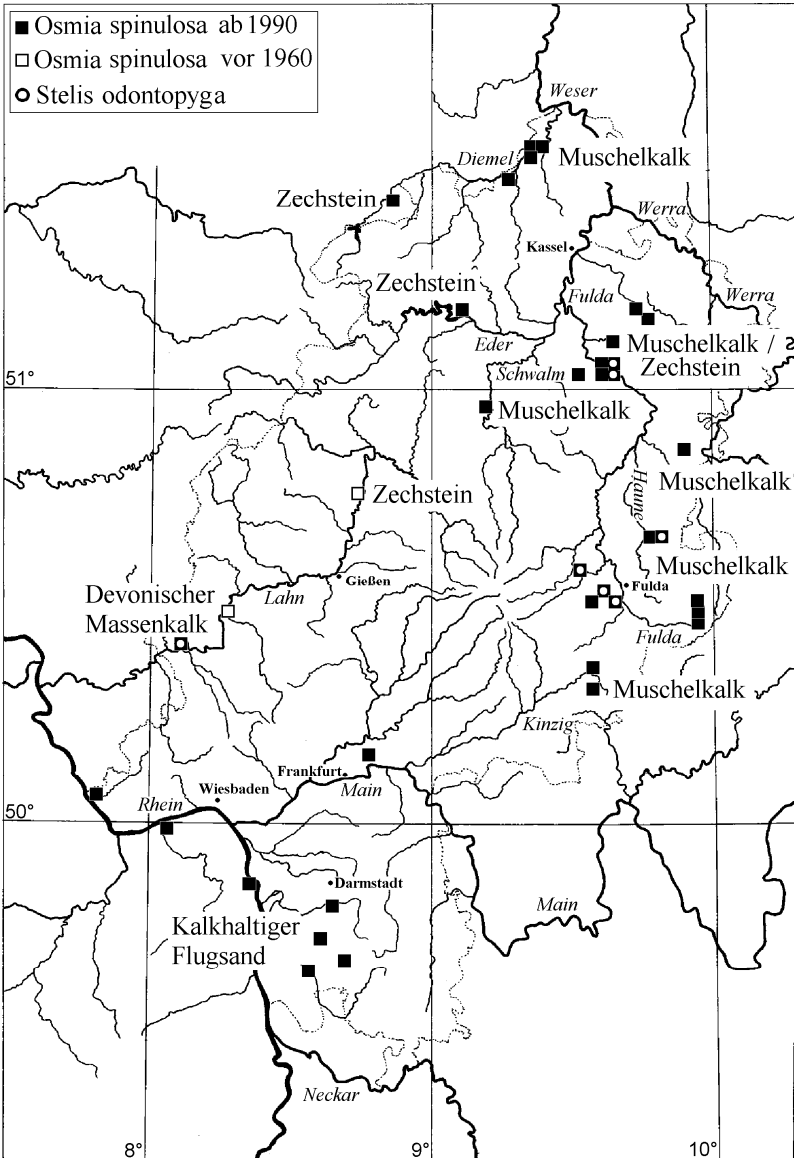 Osmia spinulosa ab 1990
Osmia spinulosa vor 1960
Stelis odontopyga
Weser
Diemel
Muschelkalk
Zechstein
Werra
Kassel
Zechstein
Fulda
Werra
Eder
Muschelkalk /
Zechstein
51°
Schwalm
Muschelkalk
Muschelkalk
Zechstein
Haune
Muschelkalk
Gießen
Fulda
Devonischer
Massenkalk
Lahn
Fulda
Muschelkalk
Kinzig
Frankfurt
Main
Wiesbaden
Rhein
50°
Darmstadt
Main
Kalkhaltiger
Flugsand
Neckar
8°
9°
10°